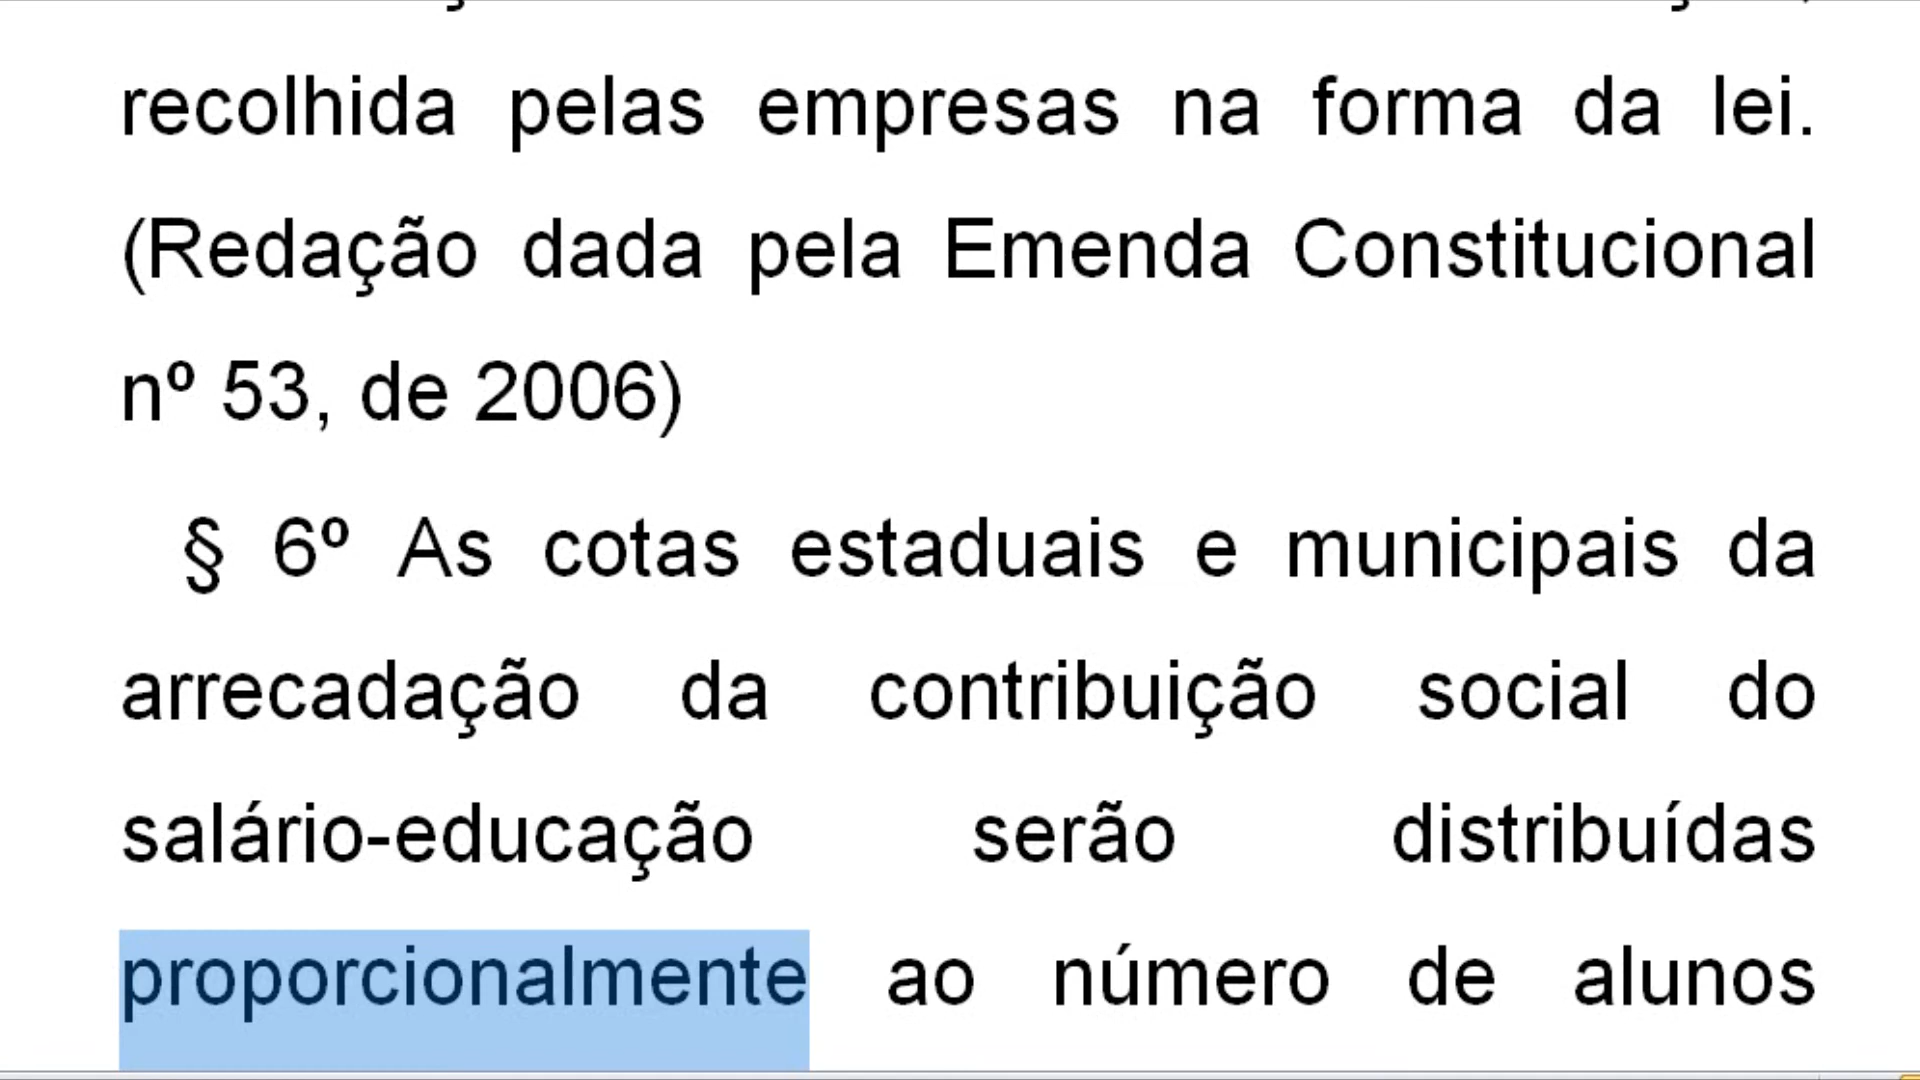 recolhida pelas empresas na forma da lei.
(Redação dada pela Emenda Constitucional
nº 53, de 2006)
§ 6º As cotas estaduais e municipais da
arrecadação da contribuição social do
salário-educação serão distribuídas
proporcionalmente ao número de alunos